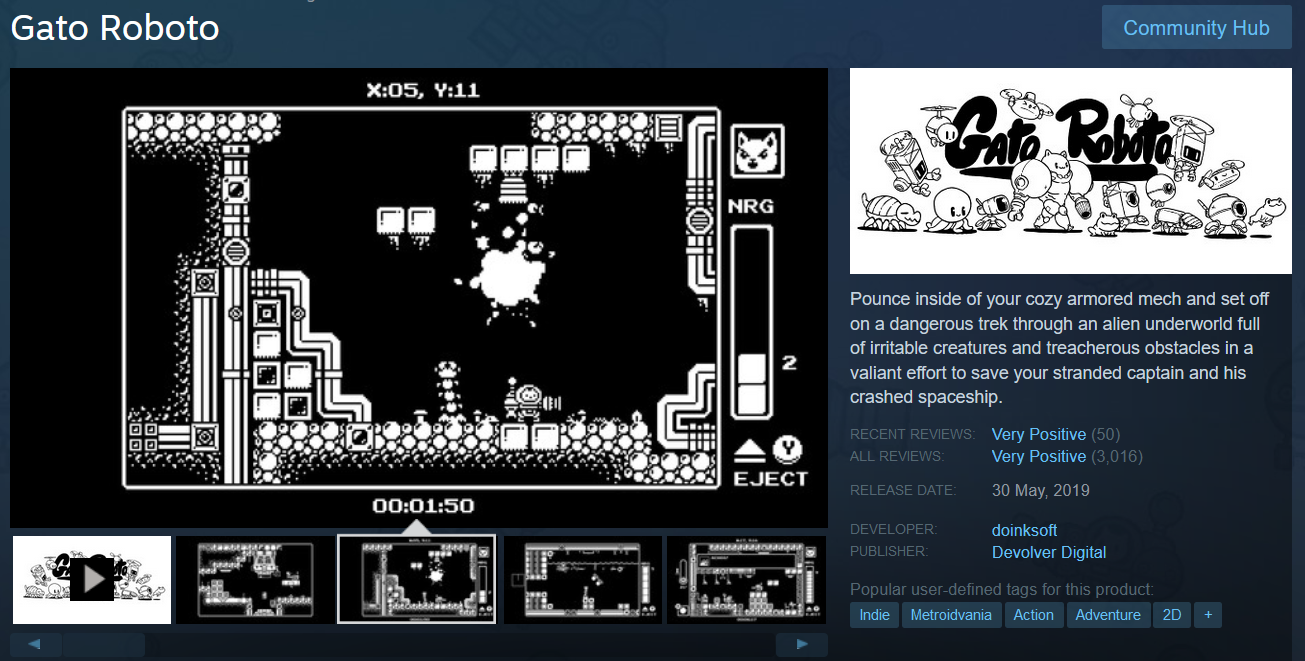 Gato Roboto
Community Hub
X:05, Y:11
NRG
2
Y
EJECT
00:01:50
Gato Roboto
Pounce inside of your cozy armored mech and set off
on a dangerous trek through an alien underworld full
of irritable creatures and treacherous obstacles in a
valiant effort to save your stranded captain and his
crashed spaceship.
RECENT REVIEWS: Very Positive (50)
ALL REVIEWS: Very Positive (3,016)
RELEASE DATE: 30 May, 2019
DEVELOPER: doinksoft
PUBLISHER: Devolver Digital
Popular user-defined tags for this product:
Indie Metroidvania Action Adventure 2D +